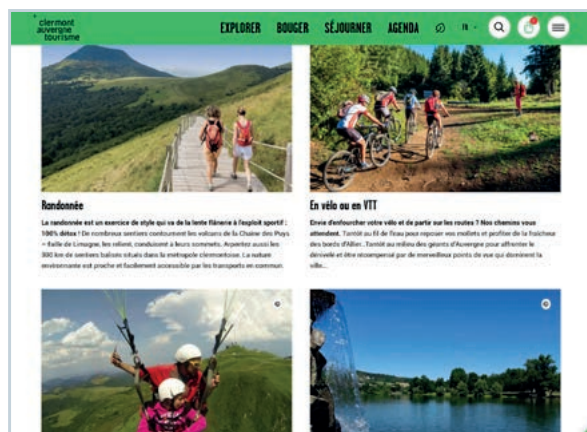 clermont
auvergne
tourisme
EXPLORER BOUGER SÉJOURNER AGENDA FR
Randonnée
La randonnée est un exercice de style qui va de la lente flânerie à l'exploit sportif :
100% détox ! De nombreux sentiers contournent les volcans de la Chaîne des Puys
– faille de Limagne, les relient, conduisent à leurs sommets. Arpentez aussi les
300 km de sentiers balisés situés dans la métropole clermontoise. La nature
environnante est proche et facilement accessible par les transports en commun.
En vélo ou en VTT
Envie d'enfourcher votre vélo et de partir sur les routes ? Nos chemins vous
attendent. Tantôt au fil de l'eau pour reposer vos mollets et profiter de la fraîcheur
des bords d'Allier... Tantôt au milieu des géants d'Auvergne pour affronter le
dénivelé et être récompensé par de merveilleux points de vue qui dominent la
ville...